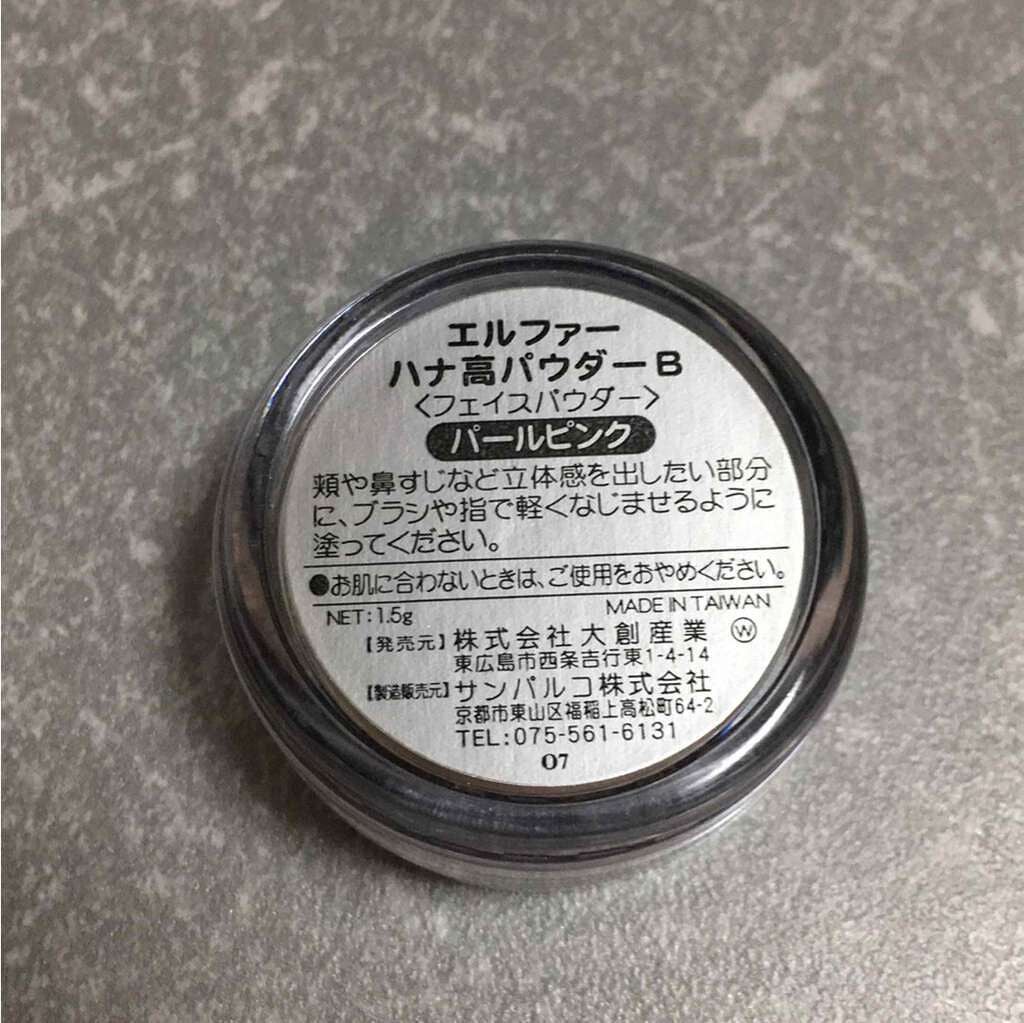 エルファー
ハナ高パウダーB
〈フェイスパウダー〉
パールピンク
頬や鼻すじなど立体感を出したい部分
に、ブラシや指で軽くなじませるように
塗ってください。
●お肌に合わないときは、ご使用をおやめください。
NET:1.5g MADE IN TAIWAN
【発売元】株式会社大創産業 Ⓦ
東広島市西条吉行東1-4-14
【製造販売元】サンパルコ株式会社
京都市東山区福稲上高松町64-2
TEL:075-561-6131
07